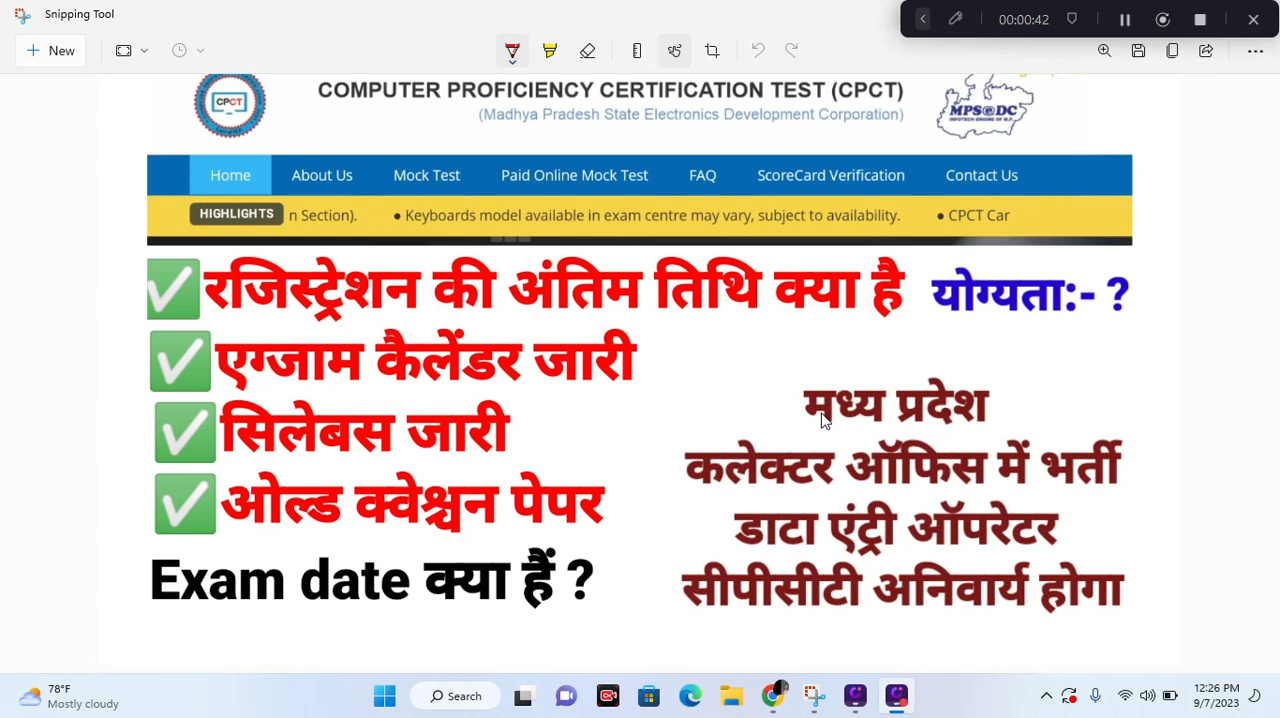 Snipping Tool
00:00:42
New
CPCT
COMPUTER PROFICIENCY CERTIFICATION TEST (CPCT)
(Madhya Pradesh State Electronics Development Corporation)
MPSeDC
INFOTECH ENGINE OF M.P.
Home About Us Mock Test Paid Online Mock Test FAQ ScoreCard Verification Contact Us
HIGHLIGHTS n Section). ● Keyboards model available in exam centre may vary, subject to availability. ● CPCT Car
✅रजिस्ट्रेशन की अंतिम तिथि क्या है योग्यता:- ?
✅एग्जाम कैलेंडर जारी
✅सिलेबस जारी
✅ओल्ड क्वेश्चन पेपर
Exam date क्या हैं ?
मध्य प्रदेश
कलेक्टर ऑफिस में भर्ती
डाटा एंट्री ऑपरेटर
सीपीसीटी अनिवार्य होगा
78°F
Mostly cloudy
Search
12:26 PM
9/7/2023